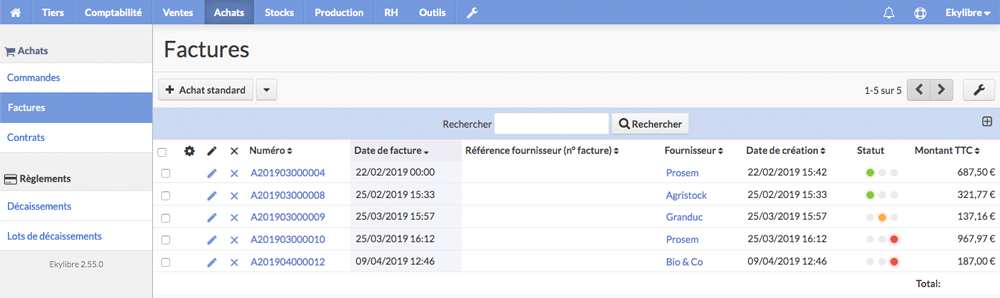 Tiers Comptabilité Ventes Achats Stocks Production RH Outils Ekylibre
Achats
Commandes
Factures
Contrats
Règlements
Décaissements
Lots de décaissements
Ekylibre 2.55.0
Factures
Achat standard
1-5 sur 5
Rechercher Rechercher
Numéro Date de facture Référence fournisseur (n° facture) Fournisseur Date de création Statut Montant TTC
A201903000004 22/02/2019 00:00 Prosem 22/02/2019 15:42 687,50 €
A201903000008 25/02/2019 15:33 Agristock 25/02/2019 15:33 321,77 €
A201903000009 25/03/2019 15:57 Granduc 25/03/2019 15:57 137,16 €
A201903000010 25/03/2019 16:12 Prosem 25/03/2019 16:12 967,97 €
A201904000012 09/04/2019 12:46 Bio & Co 09/04/2019 12:46 187,00 €
Total: